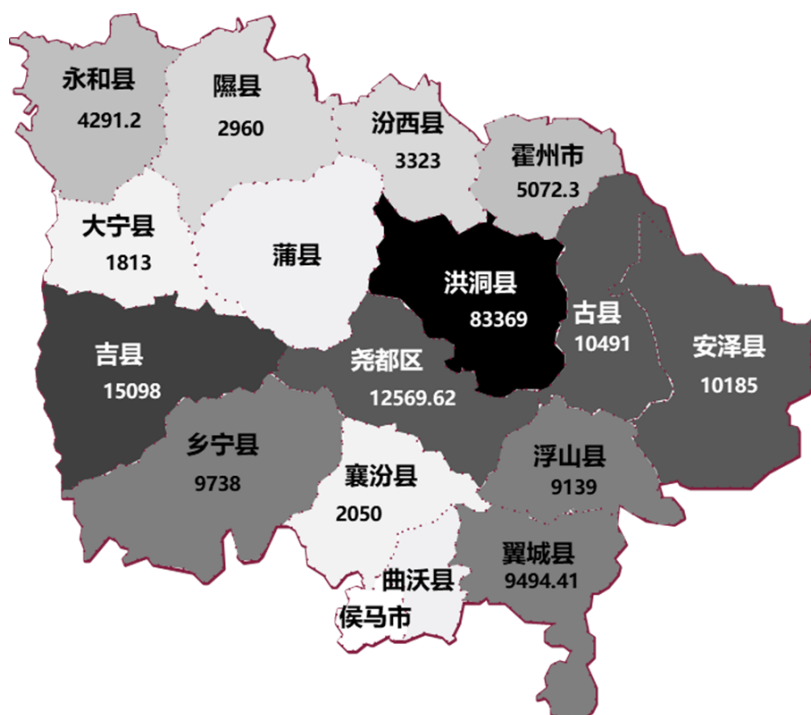 永和县
4291.2
隰县
2960
汾西县
3323
霍州市
5072.3
大宁县
1813
蒲县
洪洞县
83369
古县
10491
安泽县
10185
吉县
15098
尧都区
12569.62
乡宁县
9738
襄汾县
2050
浮山县
9139
翼城县
9494.41
曲沃县
侯马市